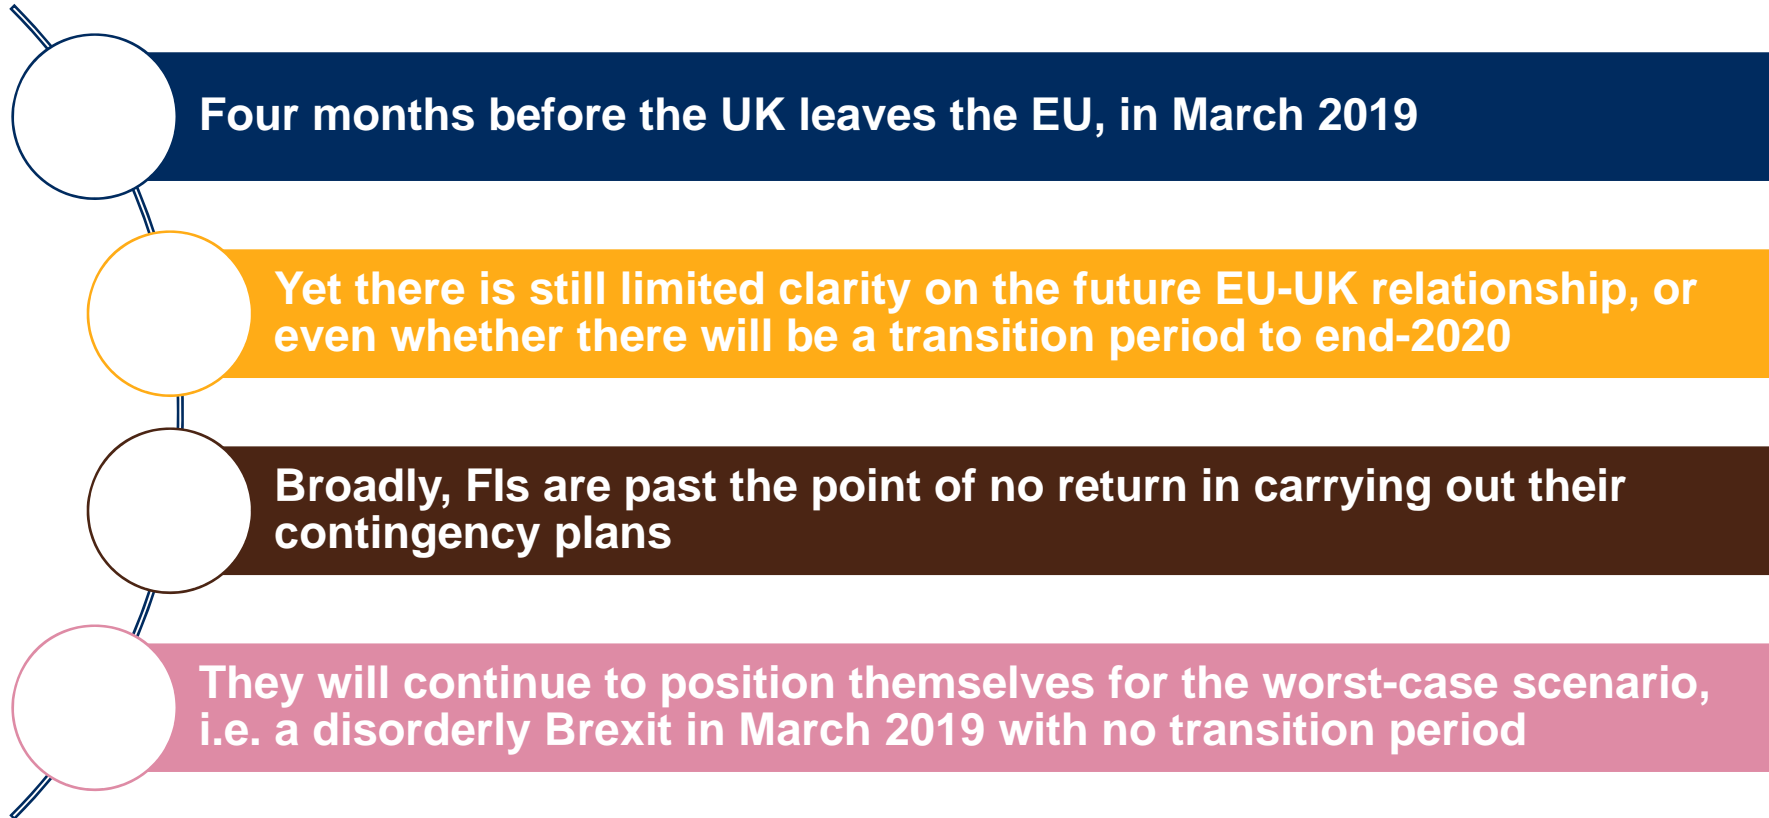 Four months before the UK leaves the EU, in March 2019
Yet there is still limited clarity on the future EU-UK relationship, or
even whether there will be a transition period to end-2020
Broadly, FIs are past the point of no return in carrying out their
contingency plans
They will continue to position themselves for the worst-case scenario,
i.e. a disorderly Brexit in March 2019 with no transition period